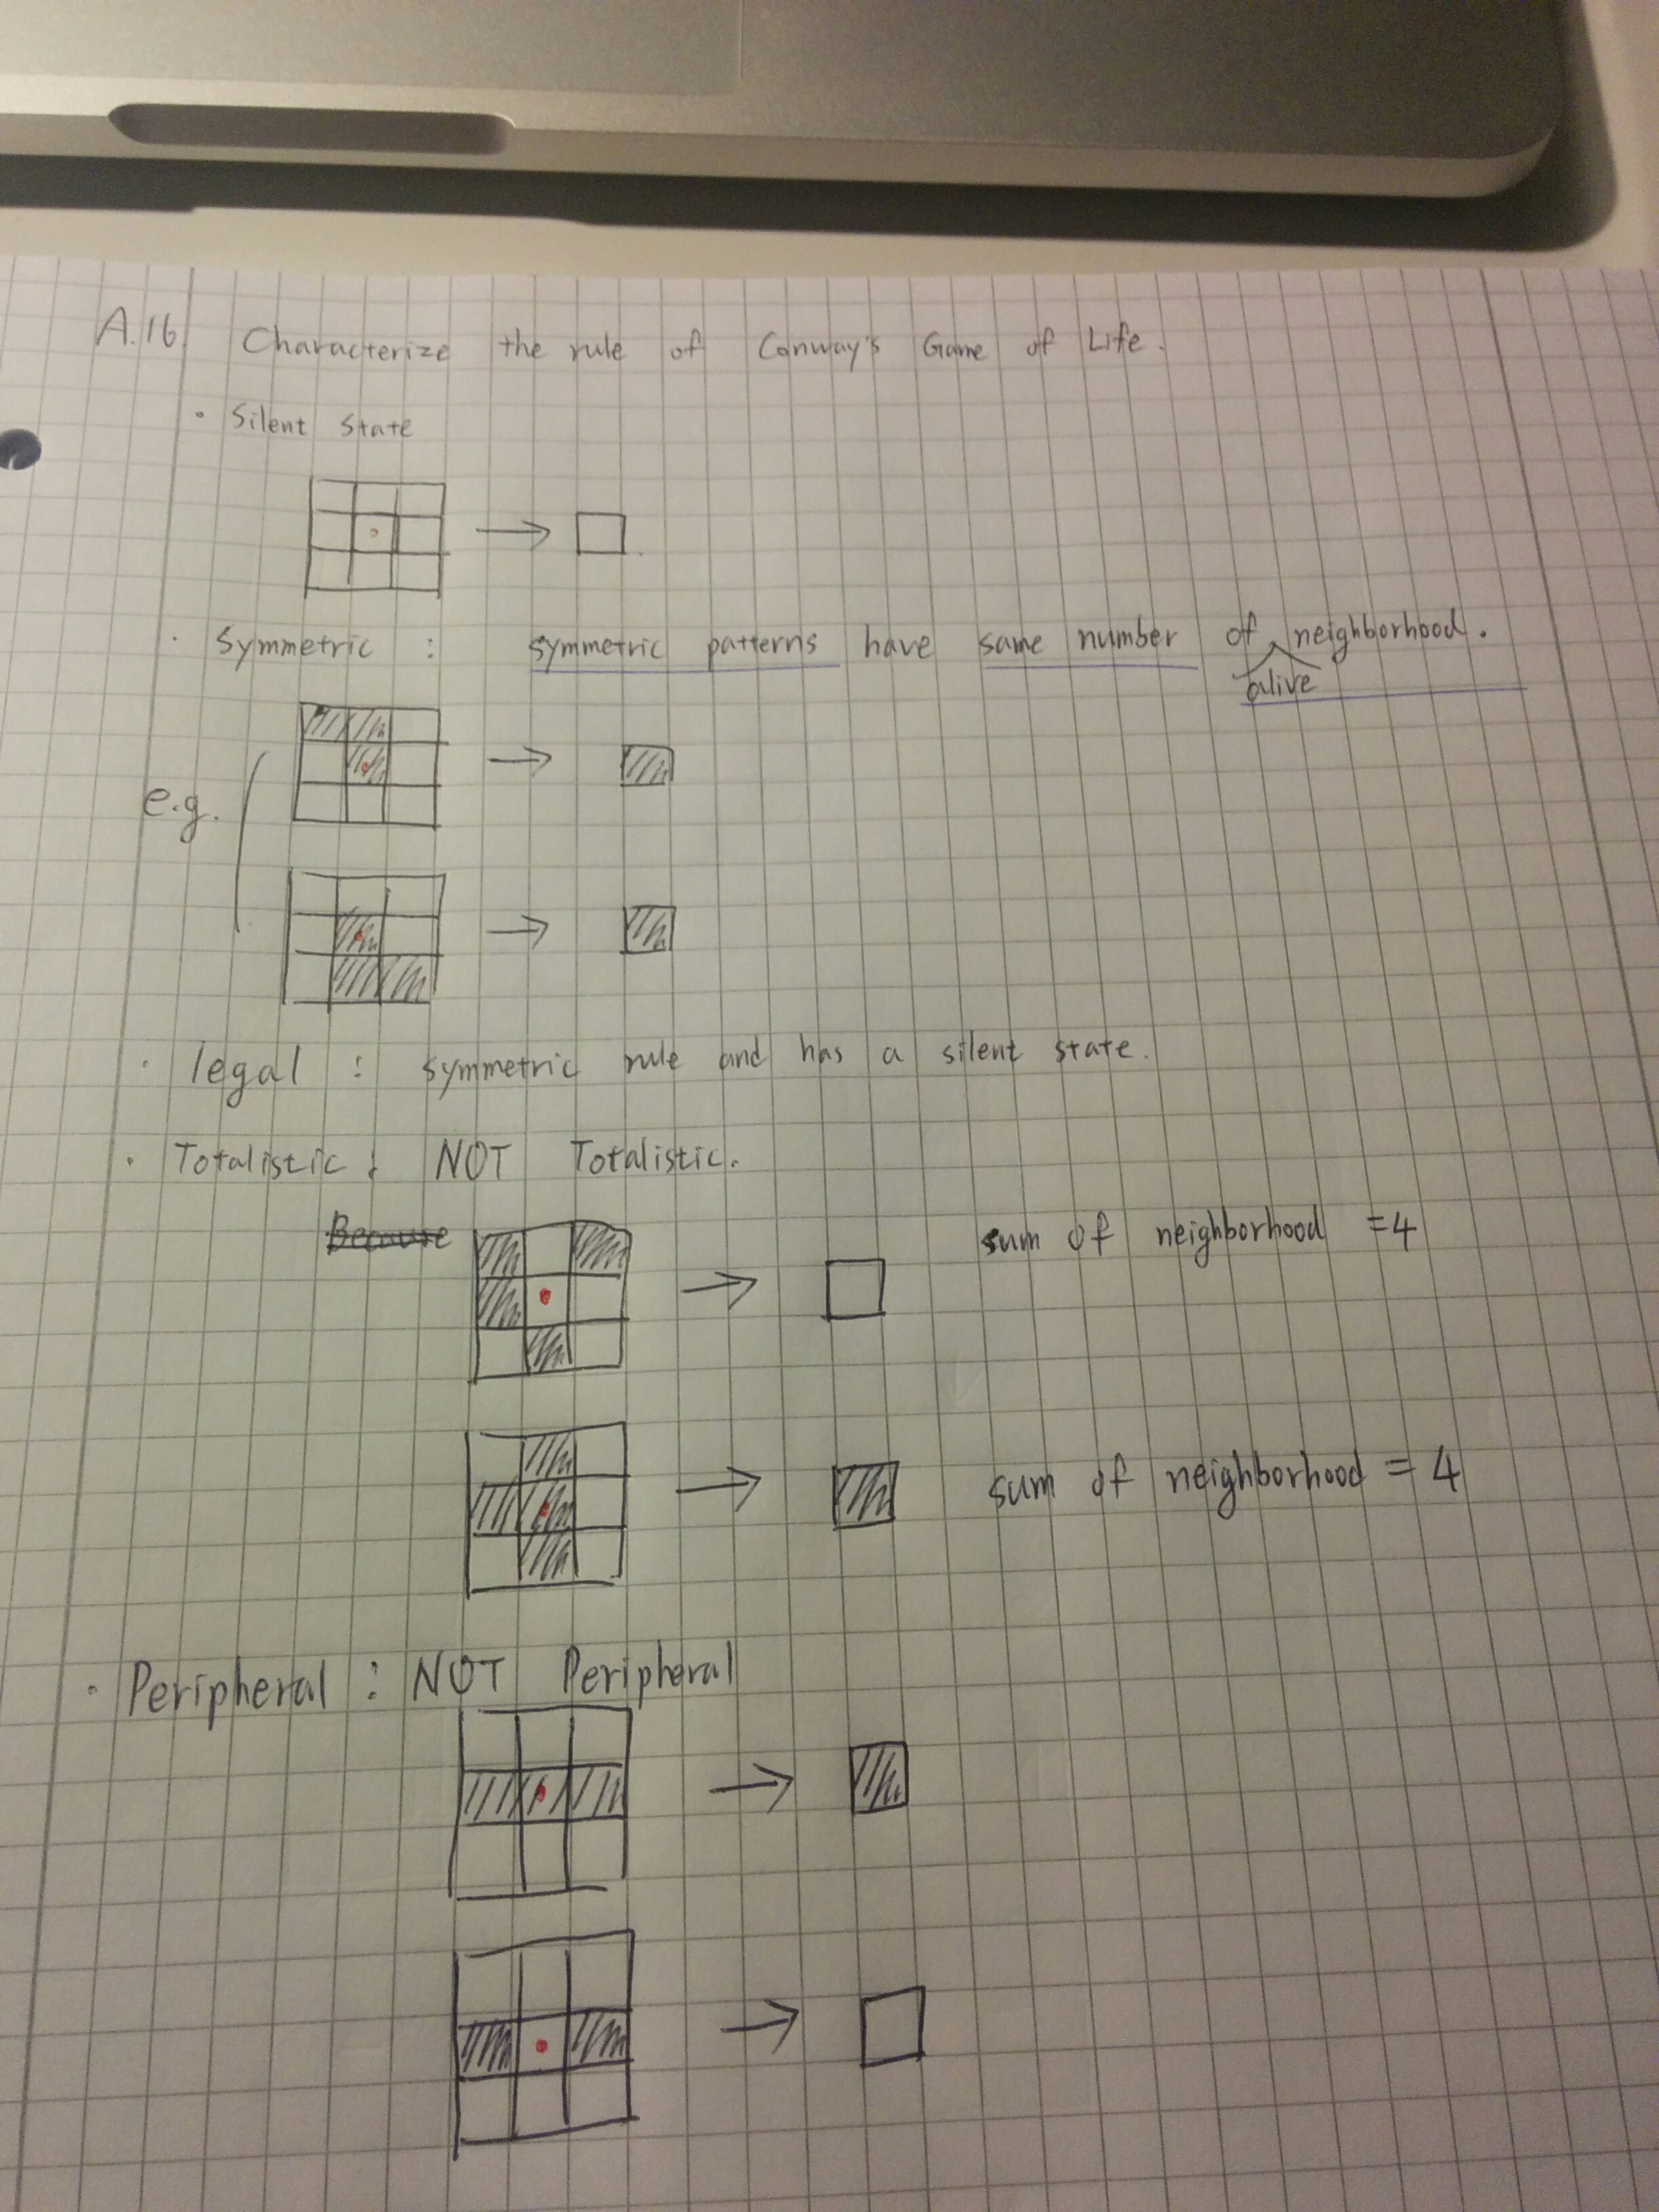 A.16. Characterize the rule of Conway's Game of Life.
· Silent State
· Symmetric : symmetric patterns have same number of neighborhood.
alive
e.g.
· legal : symmetric rule and has a silent state.
· Totalistic : NOT Totalistic.
Because
sum of neighborhood = 4
sum of neighborhood = 4
· Peripheral : NOT Peripheral